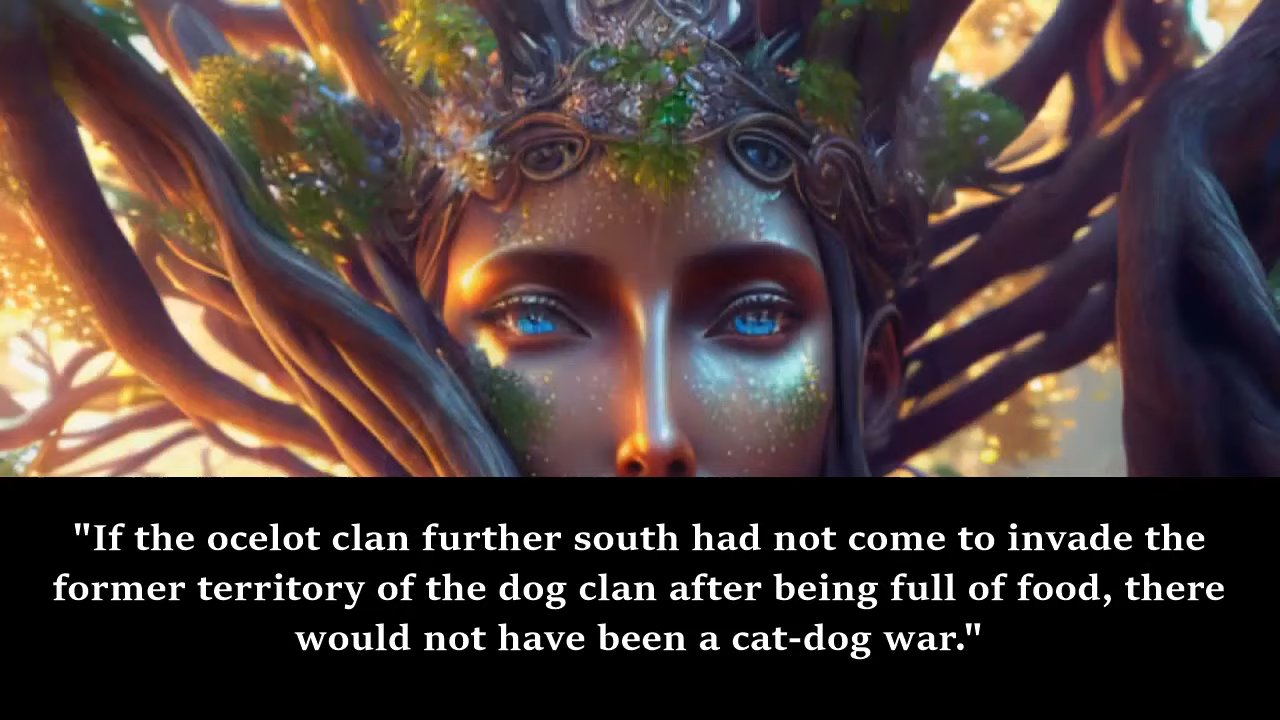 "If the ocelot clan further south had not come to invade the
former territory of the dog clan after being full of food, there
would not have been a cat-dog war."